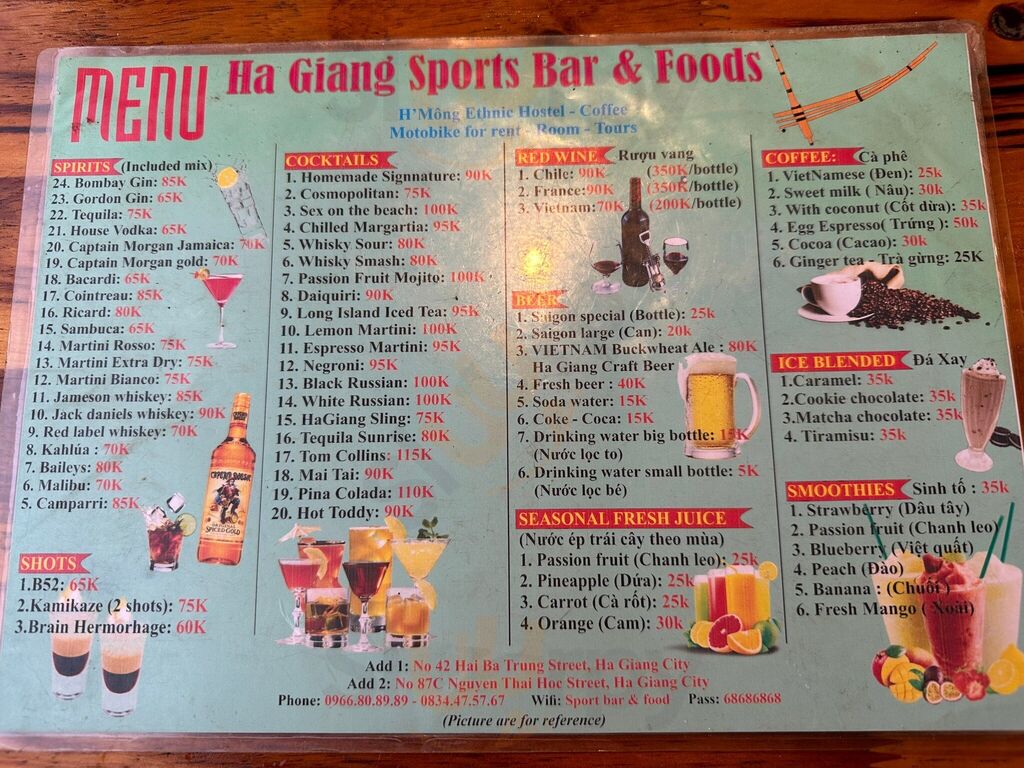 MENU
Ha Giang Sports Bar & Foods
H'Mông Ethnic Hostel - Coffee
Motobike for rent - Room - Tours
SPIRITS (Included mix)
24. Bombay Gin: 85K
23. Gordon Gin: 65K
22. Tequila: 75K
21. House Vodka: 65K
20. Captain Morgan Jamaica: 70K
19. Captain Morgan gold: 70K
18. Bacardi: 65K
17. Cointreau: 85K
16. Ricard: 80K
15. Sambuca: 65K
14. Martini Rosso: 75K
13. Martini Extra Dry: 75K
12. Martini Bianco: 75K
11. Jameson whiskey: 85K
10. Jack daniels whiskey: 90K
9. Red label whiskey: 70K
8. Kahlúa : 70K
7. Baileys: 80K
6. Malibu: 70K
5. Camparri: 85K
SHOTS
1.B52: 65K
2.Kamikaze (2 shots): 75K
3.Brain Hermorhage: 60K
COCKTAILS
1. Homemade Signnature: 90K
2. Cosmopolitan: 75K
3. Sex on the beach: 100K
4. Chilled Margartia: 95K
5. Whisky Sour: 80K
6. Whisky Smash: 80K
7. Passion Fruit Mojito: 100K
8. Daiquiri: 90K
9. Long Island Iced Tea: 95K
10. Lemon Martini: 100K
11. Espresso Martini: 95K
12. Negroni: 95K
13. Black Russian: 100K
14. White Russian: 100K
15. HaGiang Sling: 75K
16. Tequila Sunrise: 80K
17. Tom Collins: 115K
18. Mai Tai: 90K
19. Pina Colada: 110K
20. Hot Toddy: 90K
RED WINE Rượu vang
1. Chile: 90K (350K/bottle)
2. France:90K (350K/bottle)
3. Vietnam:70K (200K/bottle)
BEER
1. Saigon special (Bottle): 25k
2. Saigon large (Can): 20k
3. VIETNAM Buckwheat Ale : 80K
Ha Giang Craft Beer
4. Fresh beer : 40K
5. Soda water: 15K
6. Coke - Coca: 15K
7. Drinking water big bottle: 15K
(Nước lọc to)
6. Drinking water small bottle: 5K
(Nước lọc bé)
SEASONAL FRESH JUICE
(Nước ép trái cây theo mùa)
1. Passion fruit (Chanh leo): 25k
2. Pineapple (Dứa): 25k
3. Carrot (Cà rốt): 25k
4. Orange (Cam): 30k
COFFEE: Cà phê
1. VietNamese (Đen): 25k
2. Sweet milk ( Nâu): 30k
3. With coconut (Cốt dừa): 35k
4. Egg Espresso( Trứng ): 50k
5. Cocoa (Cacao): 30k
6. Ginger tea - Trà gừng: 25K
ICE BLENDED Đá Xay
1.Caramel: 35k
2.Cookie chocolate: 35k
3.Matcha chocolate: 35k
4. Tiramisu: 35k
SMOOTHIES Sinh tố : 35k
1. Strawberry (Dâu tây)
2. Passion fruit (Chanh leo)
3. Blueberry (Việt quất)
4. Peach (Đào)
5. Banana : (Chuối )
6. Fresh Mango ( Xoài)
CAPTAIN MORGAN
ORIGINAL
SPICED GOLD
Add 1: No 42 Hai Ba Trung Street, Ha Giang City
Add 2: No 87C Nguyen Thai Hoc Street, Ha Giang City
Phone: 0966.80.89.89 - 0834.47.57.67 Wifi: Sport bar & food Pass: 68686868
(Picture are for reference)